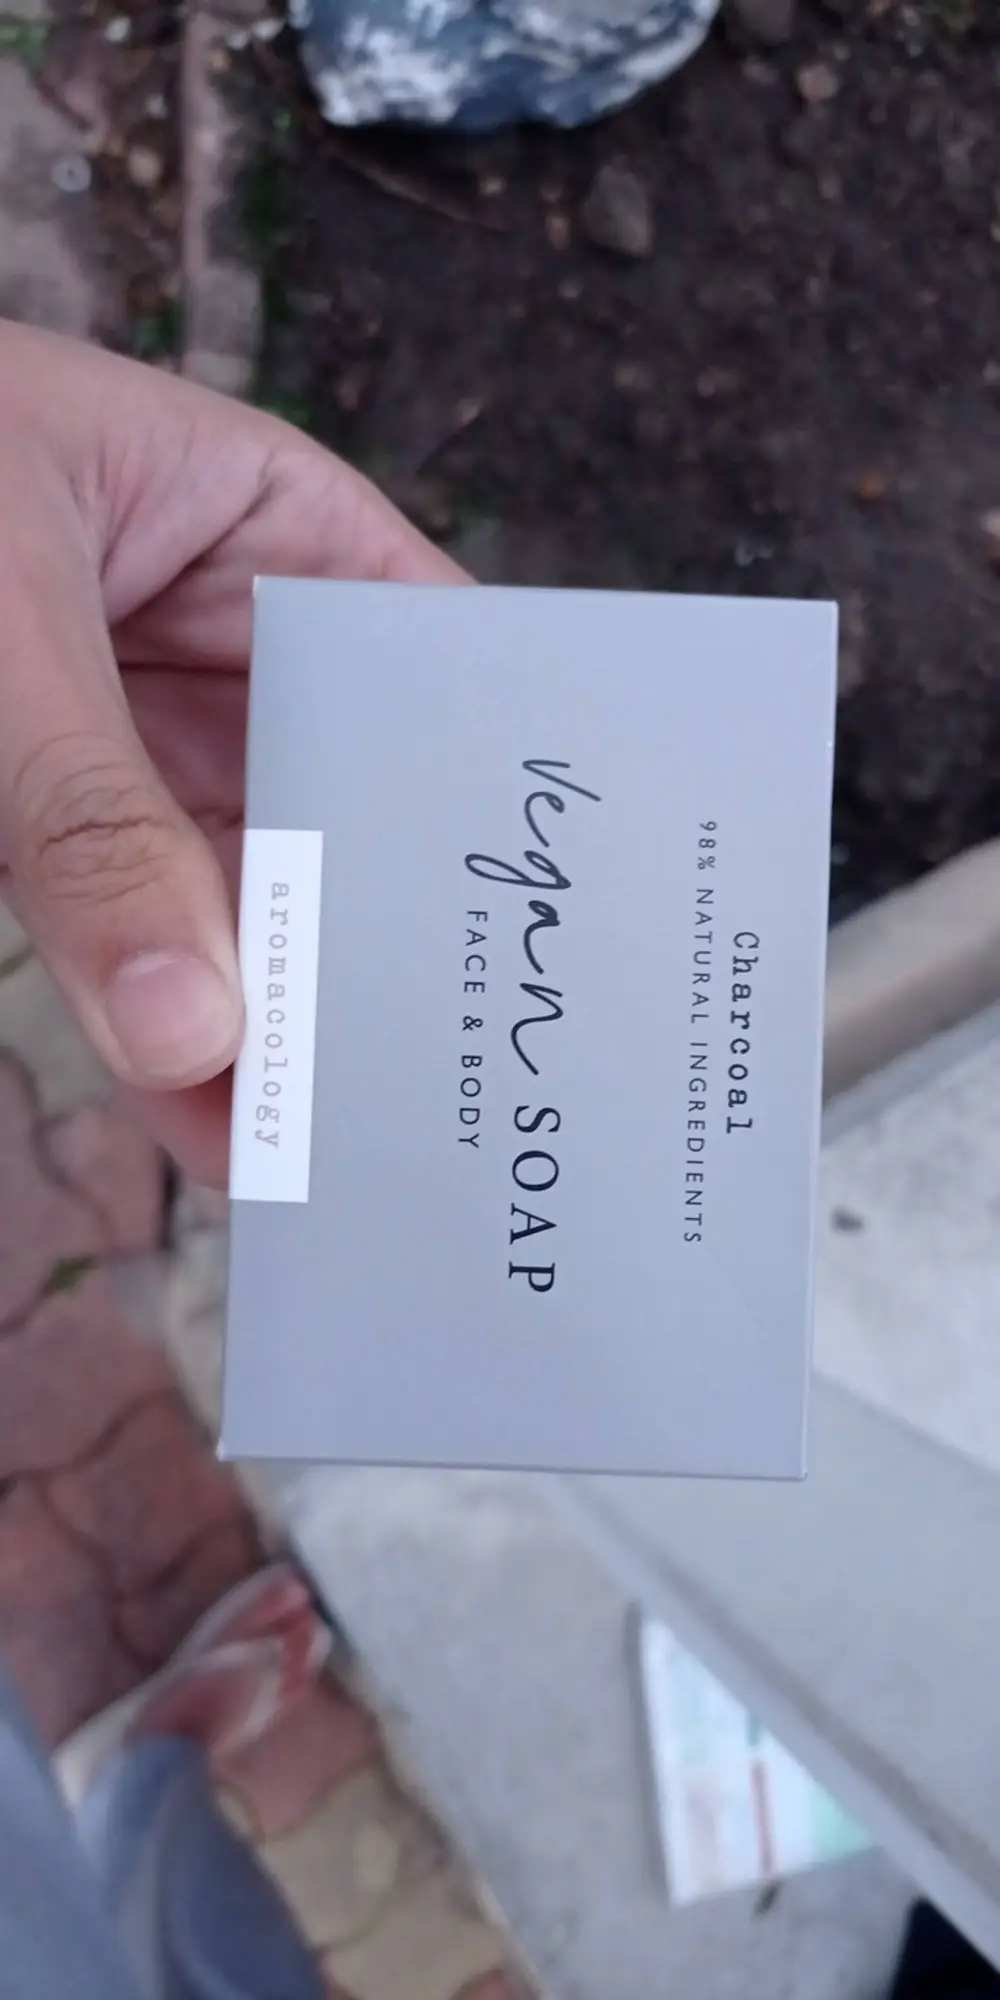 Charcoal
98% NATURAL INGREDIENTS
Vegan SOAP
FACE & BODY
aromacology